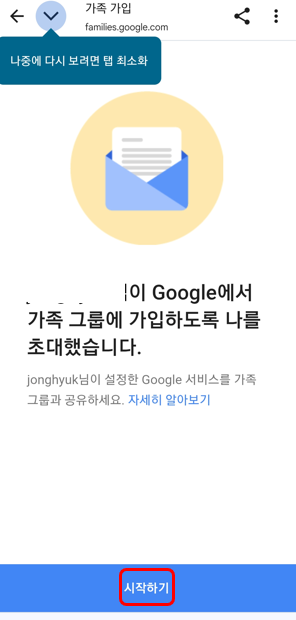 가족 가입
families.google.com
나중에 다시 보려면 탭 최소화
님이 Google에서
가족 그룹에 가입하도록 나를
초대했습니다.
jonghyuk님이 설정한 Google 서비스를 가족
그룹과 공유하세요. 자세히 알아보기
시작하기